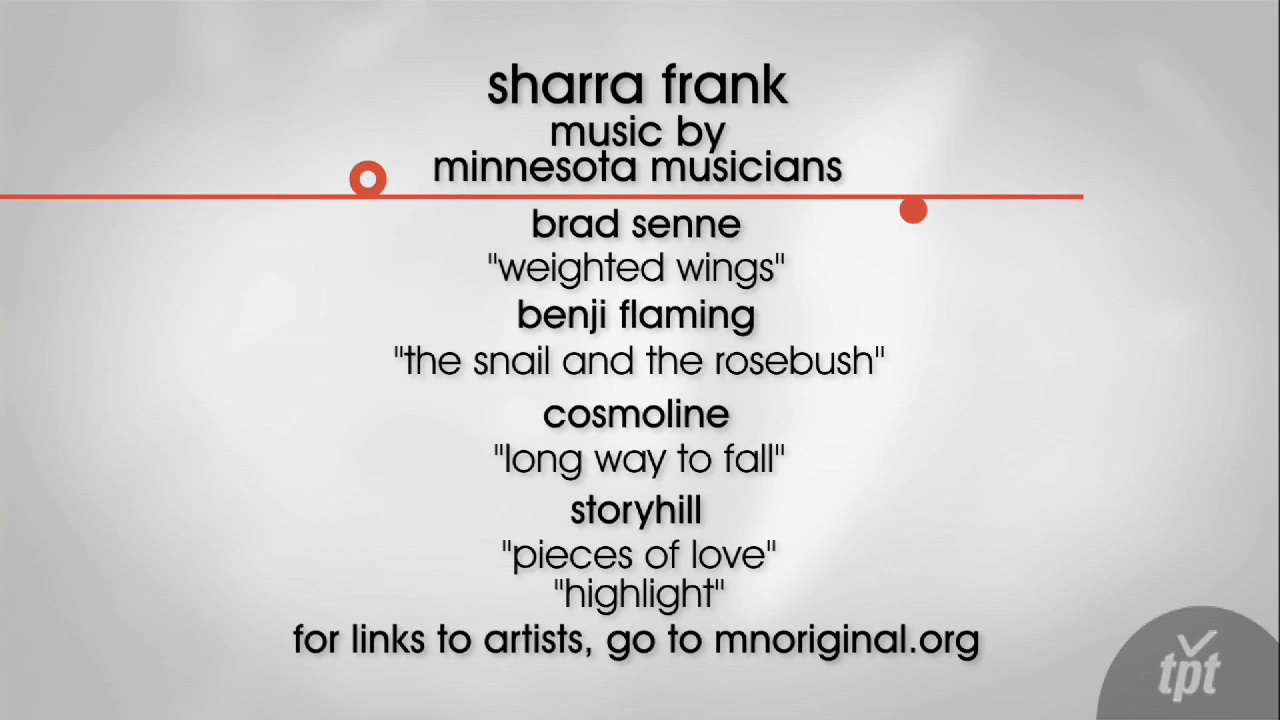 sharra frank
music by
minnesota musicians
brad senne
"weighted wings"
benji flaming
"the snail and the rosebush"
cosmoline
"long way to fall"
storyhill
"pieces of love"
"highlight"
for links to artists, go to mnoriginal.org
tpt